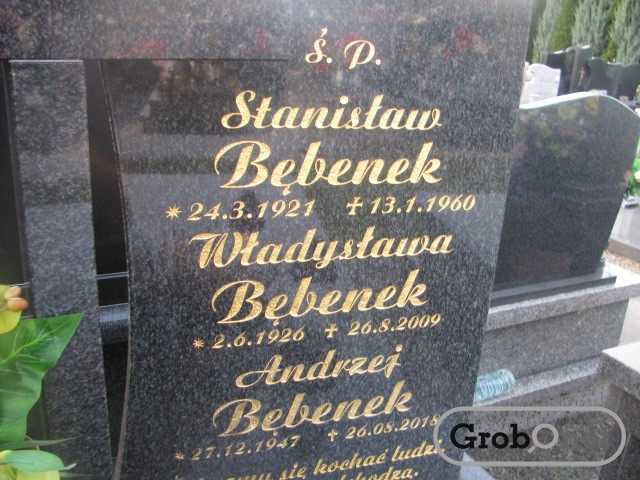 ś. p.
Stanisław
Bębenek
* 24.3.1921 ✝ 13.1.1960
Władysława
Bębenek
* 2.6.1926 ✝ 26.8.2009
Andrzej
Bębenek
* 27.12.1947 ✝ 26.08.2018
się kochać ludzi
Grob